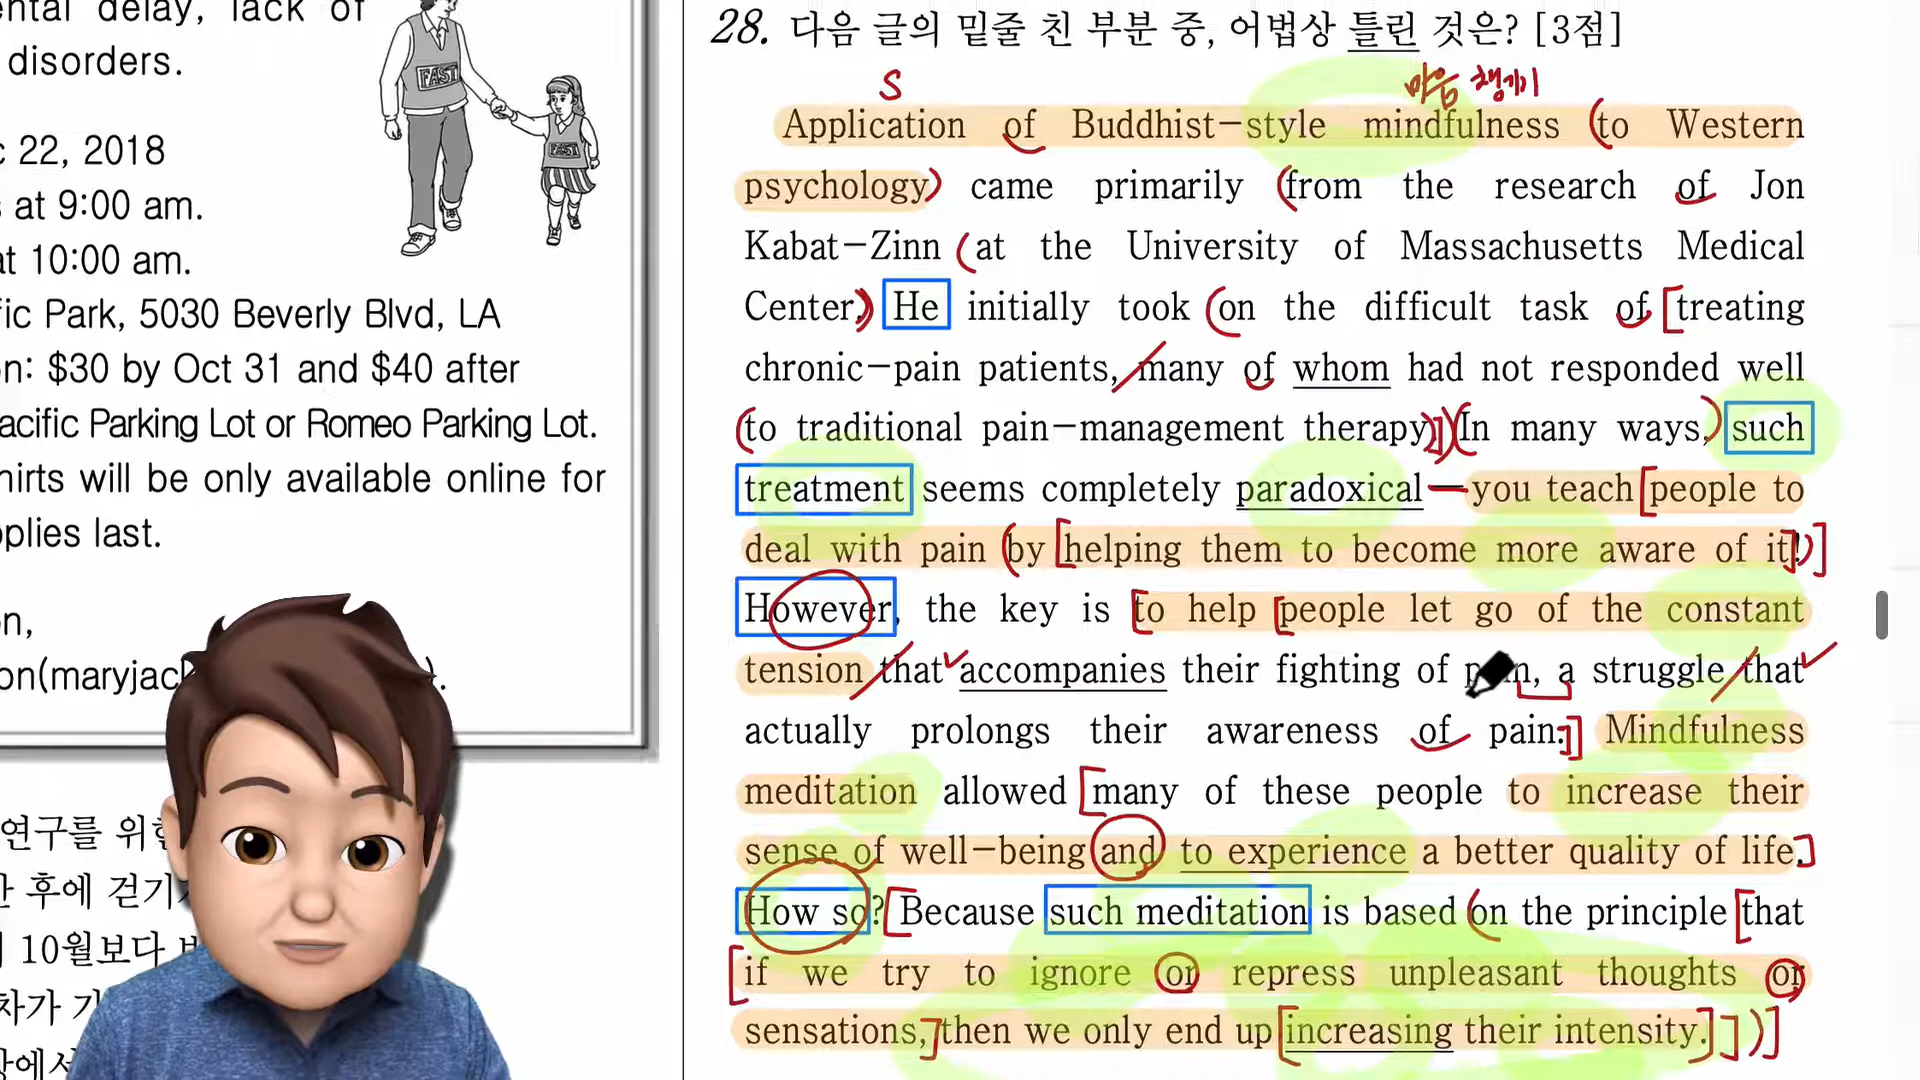 ental delay, lack of
disorders.
FAST
FAST
22, 2018
at 9:00 am.
at 10:00 am.
fic Park, 5030 Beverly Blvd, LA
on: $30 by Oct 31 and $40 after
acific Parking Lot or Romeo Parking Lot.
hirts will be only available online for
pplies last.
on,
on(maryjac
).
연구를 위한
한 후에 걷기
10월보다
28. 다음 글의 밑줄 친 부분 중, 어법상 틀린 것은? [3점]
S
마음 챙기기
Application of Buddhist-style mindfulness (to Western
psychology) came primarily (from the research of Jon
Kabat-Zinn (at the University of Massachusetts Medical
Center.) He initially took (on the difficult task of [treating
chronic-pain patients, many of whom had not responded well
(to traditional pain-management therapy)]) (In many ways,) such
treatment seems completely paradoxical—you teach [people to
deal with pain (by [helping them to become more aware of it!])]
However, the key is [to help [people let go of the constant
tension that accompanies their fighting of pain, a struggle that
actually prolongs their awareness of pain.]] Mindfulness
meditation allowed [many of these people to increase their
sense of well-being and to experience a better quality of life.]
How so? [Because such meditation is based (on the principle [that
[if we try to ignore or repress unpleasant thoughts or
sensations,] then we only end up [increasing their intensity.]])]